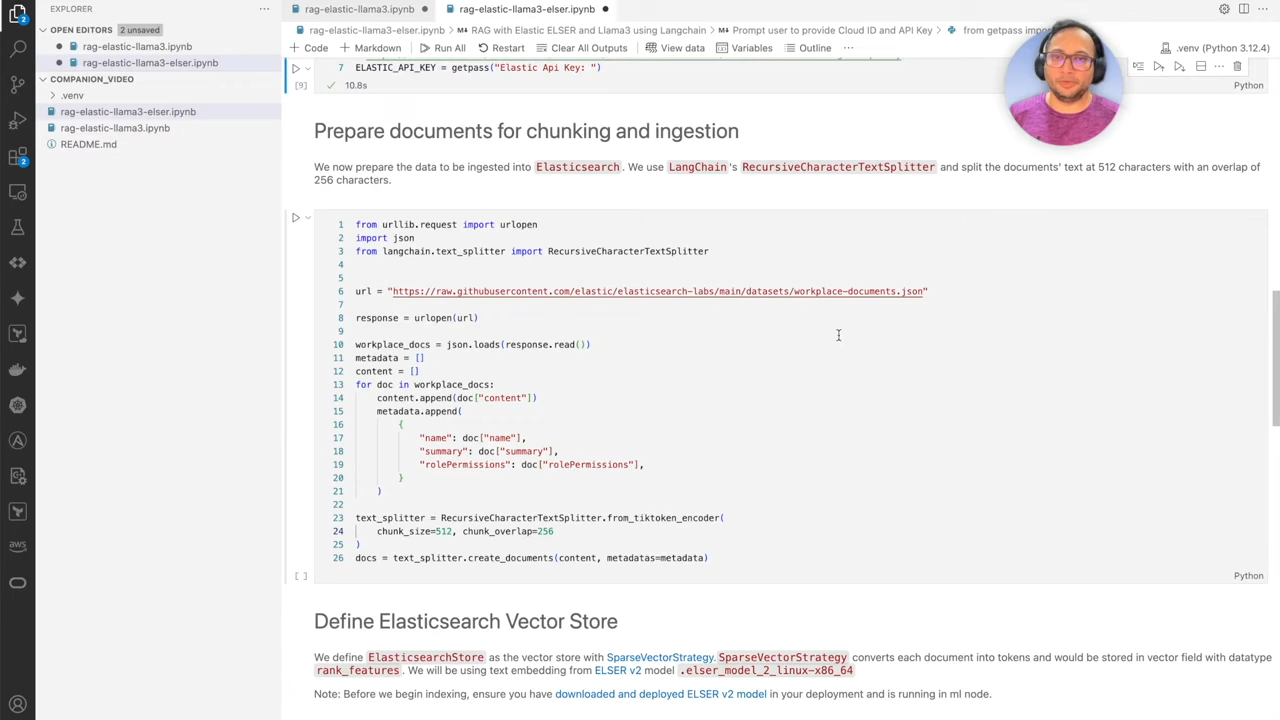 EXPLORER
OPEN EDITORS 2 unsaved
rag-elastic-llama3.ipynb
rag-elastic-llama3-elser.ipynb
COMPANION_VIDEO
.venv
rag-elastic-llama3-elser.ipynb
rag-elastic-llama3.ipynb
README.md
2
2
aws
rag-elastic-llama3.ipynb
rag-elastic-llama3-elser.ipynb
rag-elastic-llama3-elser.ipynb > RAG with Elastic ELSER and Llama3 using Langchain > Prompt user to provide Cloud ID and API Key > from getpass impor
Code Markdown Run All Restart Clear All Outputs View data Variables Outline ... .venv (Python 3.12.4)
7 ELASTIC_API_KEY = getpass("Elastic Api Key: ")
[9] 10.8s Python
Prepare documents for chunking and ingestion
We now prepare the data to be ingested into Elasticsearch. We use LangChain's RecursiveCharacterTextSplitter and split the documents' text at 512 characters with an overlap of
256 characters.
1 from urllib.request import urlopen
2 import json
3 from langchain.text_splitter import RecursiveCharacterTextSplitter
4
5
6 url = "https://raw.githubusercontent.com/elastic/elasticsearch-labs/main/datasets/workplace-documents.json"
7
8 response = urlopen(url)
9
10 workplace_docs = json.loads(response.read())
11 metadata = []
12 content = []
13 for doc in workplace_docs:
14 content.append(doc["content"])
15 metadata.append(
16 {
17 "name": doc["name"],
18 "summary": doc["summary"],
19 "rolePermissions": doc["rolePermissions"],
20 }
21 )
22
23 text_splitter = RecursiveCharacterTextSplitter.from_tiktoken_encoder(
24 chunk_size=512, chunk_overlap=256
25 )
26 docs = text_splitter.create_documents(content, metadatas=metadata)
[ ] Python
Define Elasticsearch Vector Store
We define ElasticsearchStore as the vector store with SparseVectorStrategy. SparseVectorStrategy converts each document into tokens and would be stored in vector field with datatype
rank_features. We will be using text embedding from ELSER v2 model .elser_model_2_linux-x86_64
Note: Before we begin indexing, ensure you have downloaded and deployed ELSER v2 model in your deployment and is running in ml node.